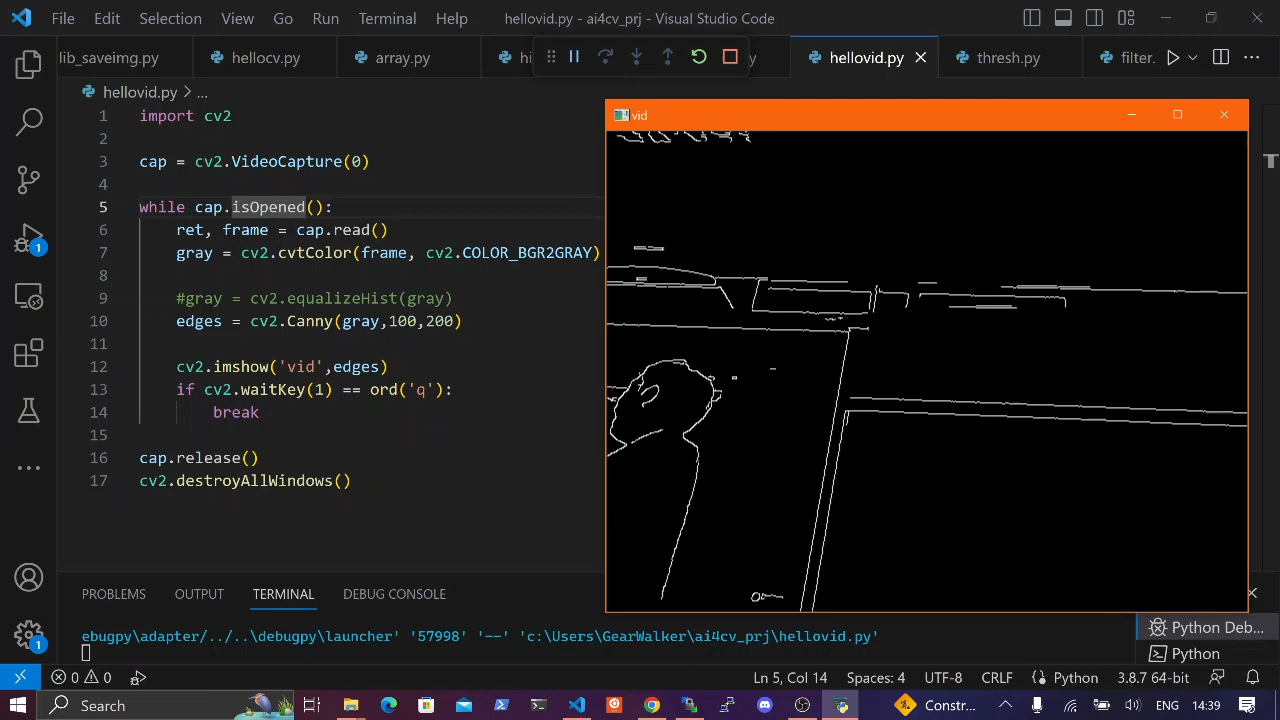 File Edit Selection View Go Run Terminal Help hellovid.py - ai4cv_prj - Visual Studio Code
lib_saveimg.py hellocv.py array.py hellovid.py thresh.py filter.
hellovid.py > ...
vid
1 import cv2
2
3 cap = cv2.VideoCapture(0)
4
5 while cap.isOpened():
6 ret, frame = cap.read()
7 gray = cv2.cvtColor(frame, cv2.COLOR_BGR2GRAY)
8
9 #gray = cv2.equalizeHist(gray)
10 edges = cv2.Canny(gray,100,200)
11
12 cv2.imshow('vid',edges)
13 if cv2.waitKey(1) == ord('q'):
14 break
15
16 cap.release()
17 cv2.destroyAllWindows()
PROBLEMS OUTPUT TERMINAL DEBUG CONSOLE
ebugpy\adapter/../..\debugpy\launcher' '57998' '--' 'c:\Users\GearWalker\ai4cv_prj\hellovid.py'
Python Deb...
Python
1
1
0 0 Ln 5, Col 14 Spaces: 4 UTF-8 CRLF Python 3.8.7 64-bit
Search Constr... ENG 14:39